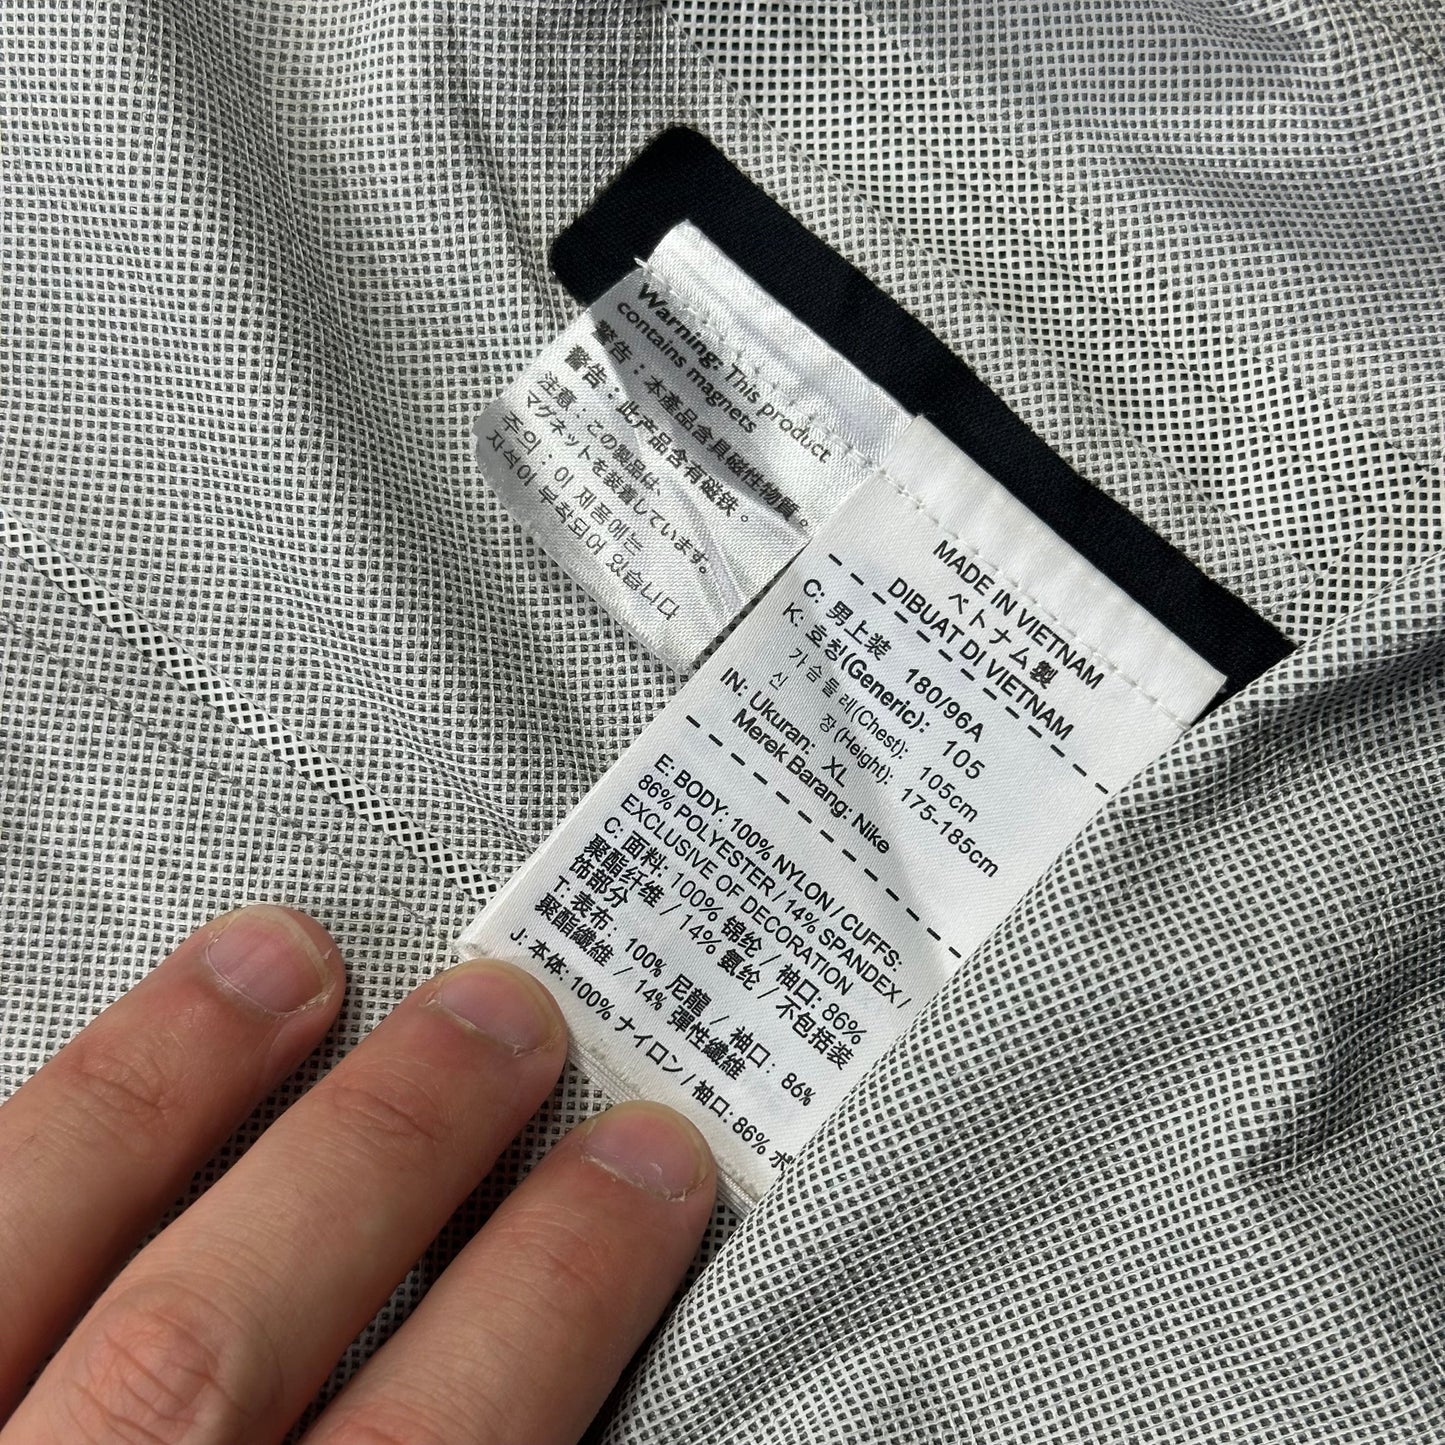 Warning: This product
contains magnets
警告：本產品含具磁性物質。
警告：此产品含有磁铁。
注意：この製品は、
マグネットを装着しています。
주의 : 이 제품에는
자석이 부착되어 있습니다
MADE IN VIETNAM
ベトナム製
DIBUAT DI VIETNAM
C: 男上装 180/96A
K: 호칭(Generic): 105
가슴둘레(Chest): 105cm
신 장(Height): 175-185cm
IN: Ukuran: XL
Merek Barang: Nike
E: BODY: 100% NYLON / CUFFS:
86% POLYESTER / 14% SPANDEX /
EXCLUSIVE OF DECORATION
C: 面料: 100% 锦纶 / 袖口: 86%
聚酯纤维 / 14% 氨纶 / 不包括装
饰部分
T: 表布: 100% 尼龍 / 袖口: 86%
聚酯纖維 / 14% 彈性纖維
J: 本体: 100% ナイロン / 袖口: 86% ポ